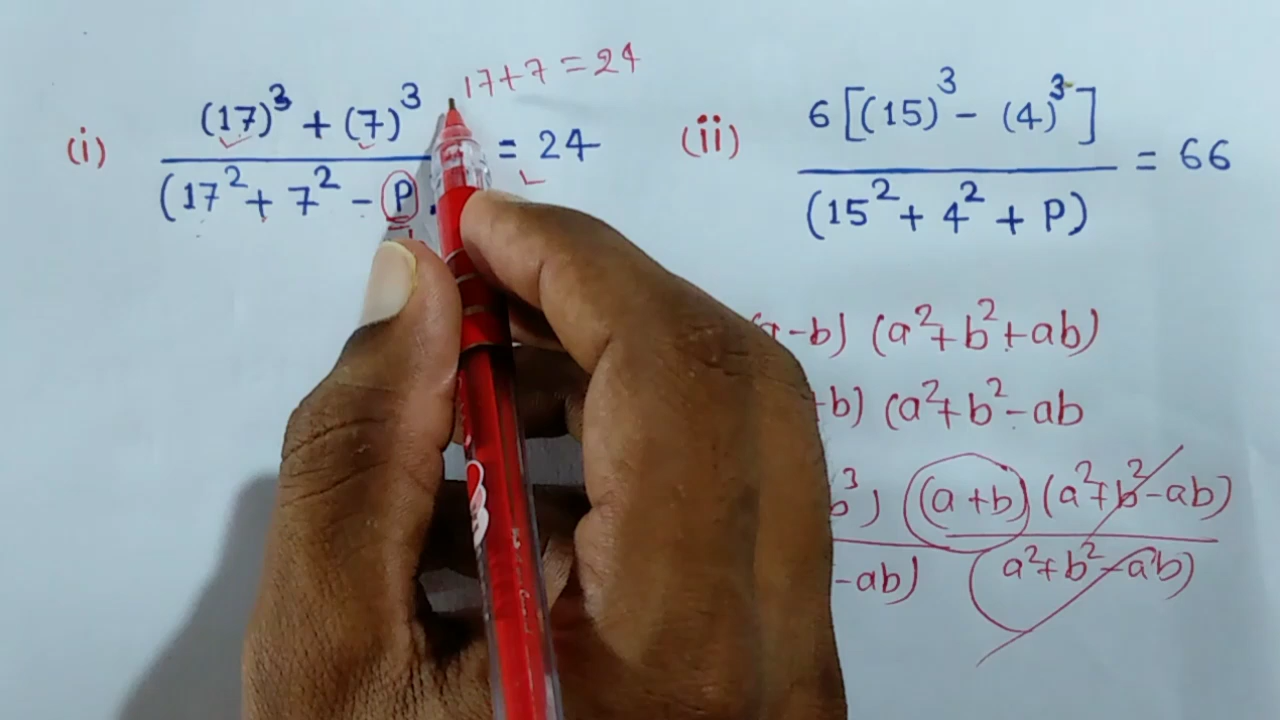 17+7=24
(i) (17)³ + (7)³ = 24
(17² + 7² - P
(ii) 6[(15)³ - (4)³] = 66
(15² + 4² + P)
-b) (a²+b²+ab)
+b) (a²+b²-ab
b³) (a+b) (a²+b²-ab)
-ab) a²+b²-ab)